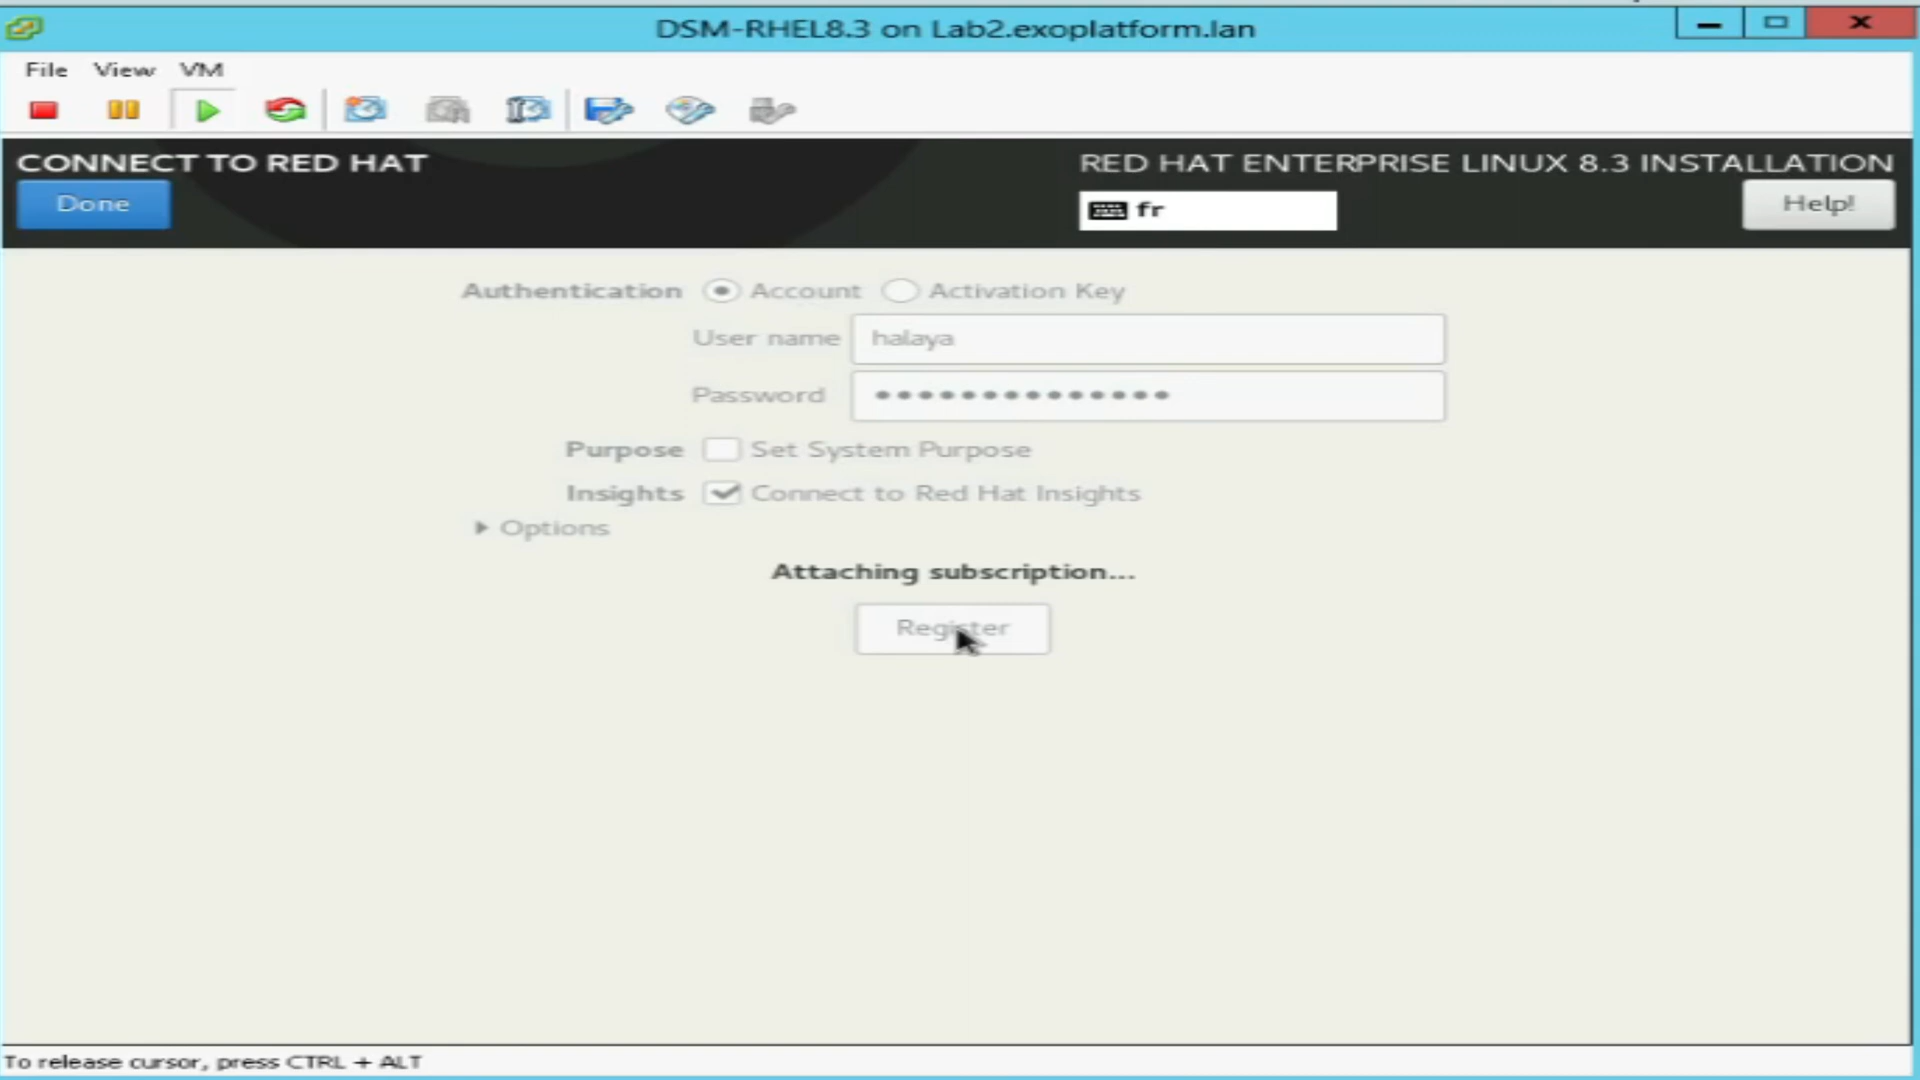 DSM-RHEL8.3 on Lab2.exoplatform.lan
File View VM
CONNECT TO RED HAT
RED HAT ENTERPRISE LINUX 8.3 INSTALLATION
Done
fr
Help!
Authentication Account Activation Key
User name halaya
Password ••••••••••••••
Purpose Set System Purpose
Insights Connect to Red Hat Insights
Options
Attaching subscription...
Register
To release cursor, press CTRL + ALT